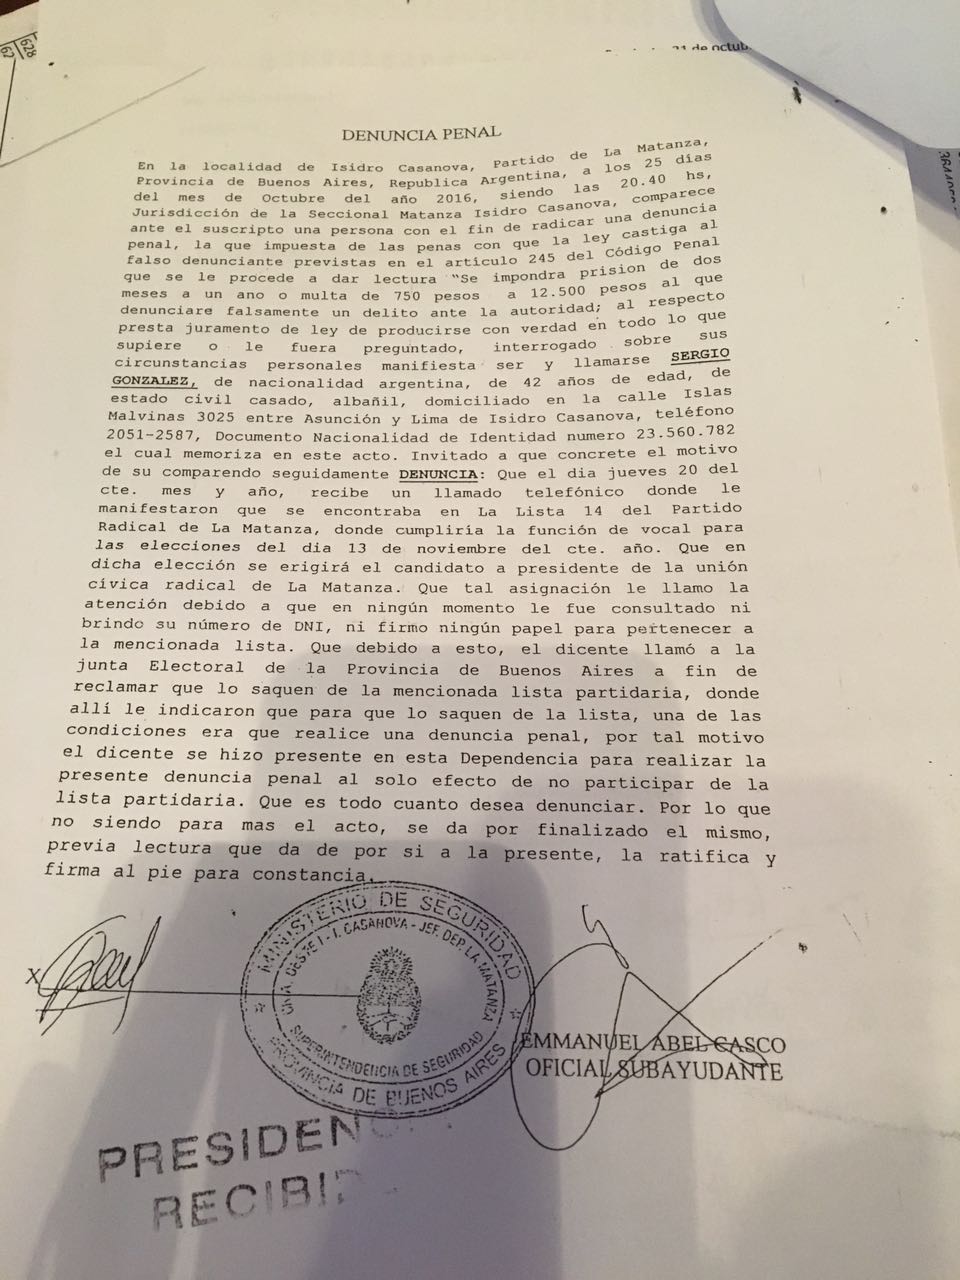 628
62
de octub
DENUNCIA PENAL
En la localidad de Isidro Casanova, Partido de La Matanza,
Provincia de Buenos Aires, Republica Argentina, a los 25 dias
del mes de Octubre del año 2016, siendo las 20.40 hs,
Jurisdicción de la Seccional Matanza Isidro Casanova, comparece
ante el suscripto una persona con el fin de radicar una denuncia
penal, la que impuesta de las penas con que la ley castiga al
falso denunciante previstas en el artículo 245 del Código Penal
que se le procede a dar lectura "Se impondra prision de dos
meses a un ano o multa de 750 pesos a 12.500 pesos al que
denunciare falsamente un delito ante la autoridad; al respecto
presta juramento de ley de producirse con verdad en todo lo que
supiere o le fuera preguntado, interrogado sobre sus
circunstancias personales manifiesta ser y llamarse SERGIO
GONZALEZ, de nacionalidad argentina, de 42 años de edad, de
estado civil casado, albañil, domiciliado en la calle Islas
Malvinas 3025 entre Asunción y Lima de Isidro Casanova, teléfono
2051-2587, Documento Nacionalidad de Identidad numero 23.560.782
el cual memoriza en este acto. Invitado a que concrete el motivo
de su comparendo seguidamente DENUNCIA: Que el dia jueves 20 del
cte. mes y año, recibe un llamado telefónico donde le
manifestaron que se encontraba en La Lista 14 del Partido
Radical de La Matanza, donde cumpliría la función de vocal para
las elecciones del dia 13 de noviembre del cte. año. Que en
dicha elección se erigirá el candidato a presidente de la unión
cívica radical de La Matanza. Que tal asignación le llamo la
atención debido a que en ningún momento le fue consultado ni
brindo su número de DNI, ni firmo ningún papel para pertenecer a
la mencionada lista. Que debido a esto, el dicente llamó a la
junta Electoral de la Provincia de Buenos Aires a fin de
reclamar que lo saquen de la mencionada lista partidaria, donde
allí le indicaron que para que lo saquen de la lista, una de las
condiciones era que realice una denuncia penal, por tal motivo
el dicente se hizo presente en esta Dependencia para realizar la
presente denuncia penal al solo efecto de no participar de la
lista partidaria. Que es todo cuanto desea denunciar. Por lo que
no siendo para mas el acto, se da por finalizado el mismo,
previa lectura que da de por si a la presente, la ratifica y
firma al pie para constancia.
X
MINISTERIO DE SEGURIDAD
OESTE I - I. CASANOVA - JEF. DEP. LA MATANZA
SUPERINTENDENCIA DE SEGURIDAD
PROVINCIA DE BUENOS AIRES
EMMANUEL ABEL CASCO
OFICIAL SUBAYUDANTE
PRESIDEN
RECIBI